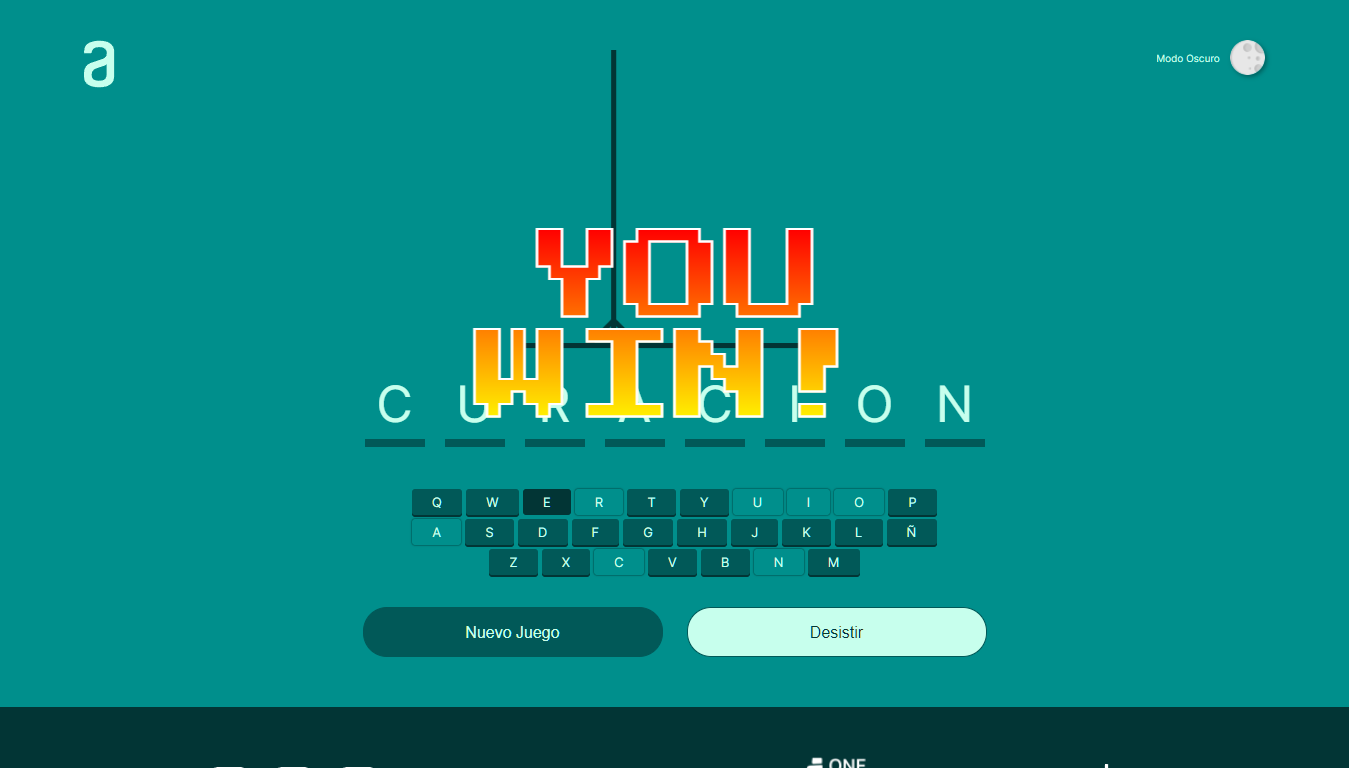 a
Modo Oscuro
YOU
WIN!
C U R A C I O N
Q W E R T Y U I O P
A S D F G H J K L Ñ
Z X C V B N M
Nuevo Juego Desistir
ONE